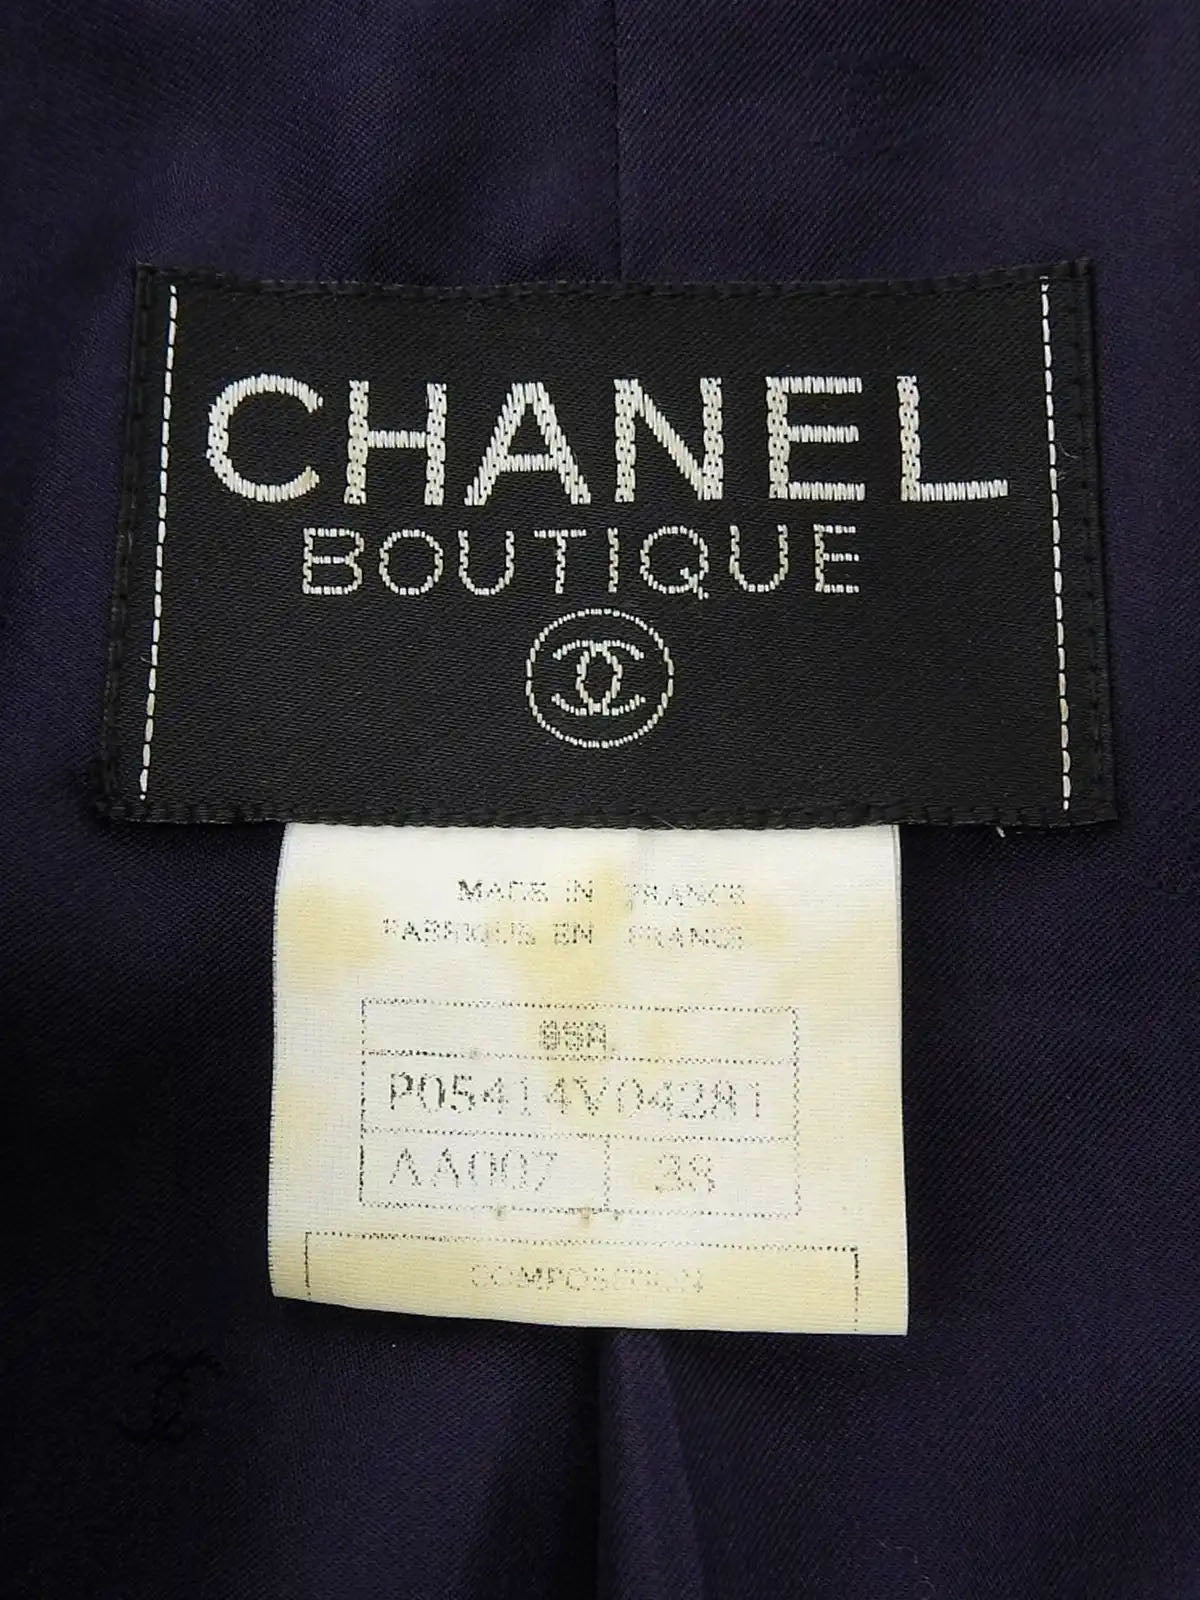 CHANEL
BOUTIQUE
MADE IN FRANCE
FABRIQUE EN FRANCE
95A
P05414V04281
AA007 38
COMPOSITION